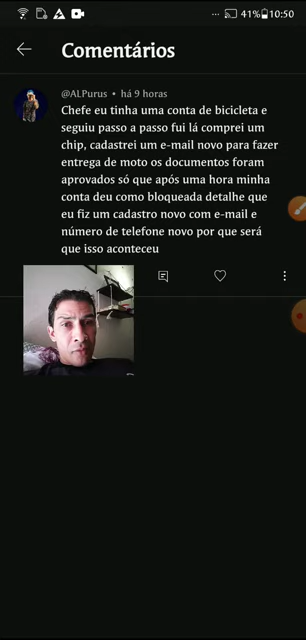 41% 10:50
Comentários
@ALPurus • há 9 horas
Chefe eu tinha uma conta de bicicleta e
seguiu passo a passo fui lá comprei um
chip, cadastrei um e-mail novo para fazer
entrega de moto os documentos foram
aprovados só que após uma hora minha
conta deu como bloqueada detalhe que
eu fiz um cadastro novo com e-mail e
número de telefone novo por que será
que isso aconteceu